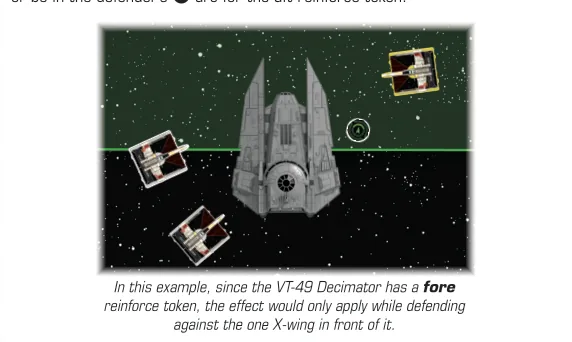 In this example, since the VT-49 Decimator has a fore
reinforce token, the effect would only apply while defending
against the one X-wing in front of it.